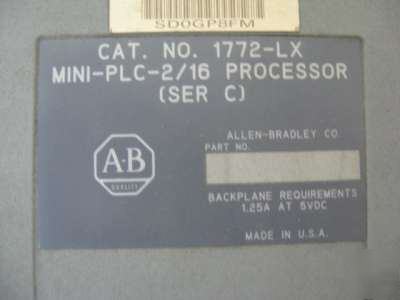 SD0GP8FM
CAT. NO. 1772-LX
MINI-PLC-2/16 PROCESSOR
(SER C)
ALLEN-BRADLEY CO.
PART NO.
A-B
QUALITY
BACKPLANE REQUIREMENTS
1.25A AT 5VDC
MADE IN U.S.A.